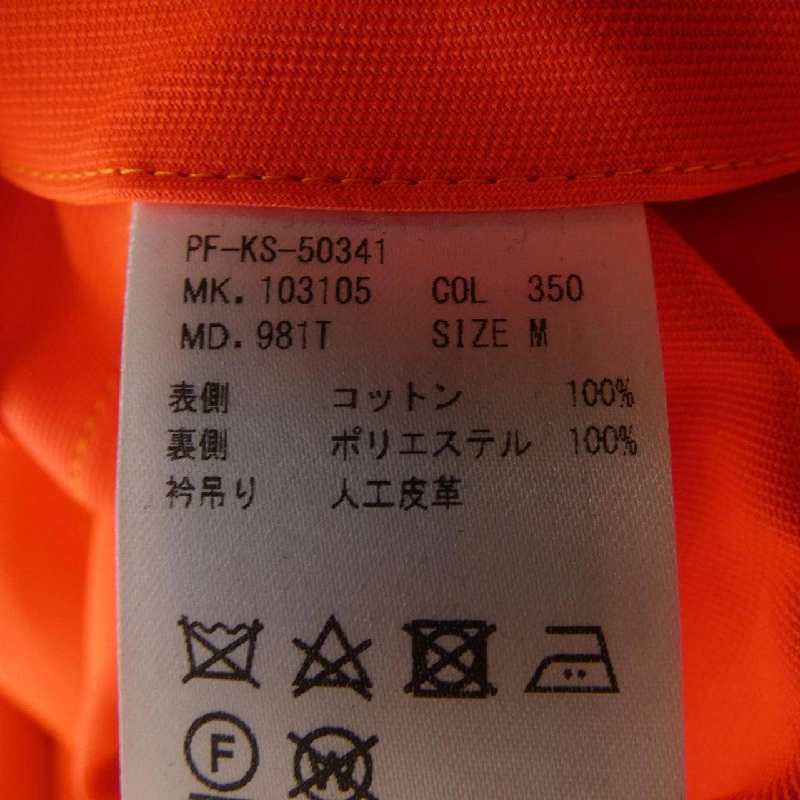 PF-KS-50341
MK. 103105 COL 350
MD. 981T SIZE M
表側 コットン 100%
裏側 ポリエステル 100%
衿吊り 人工皮革
F W